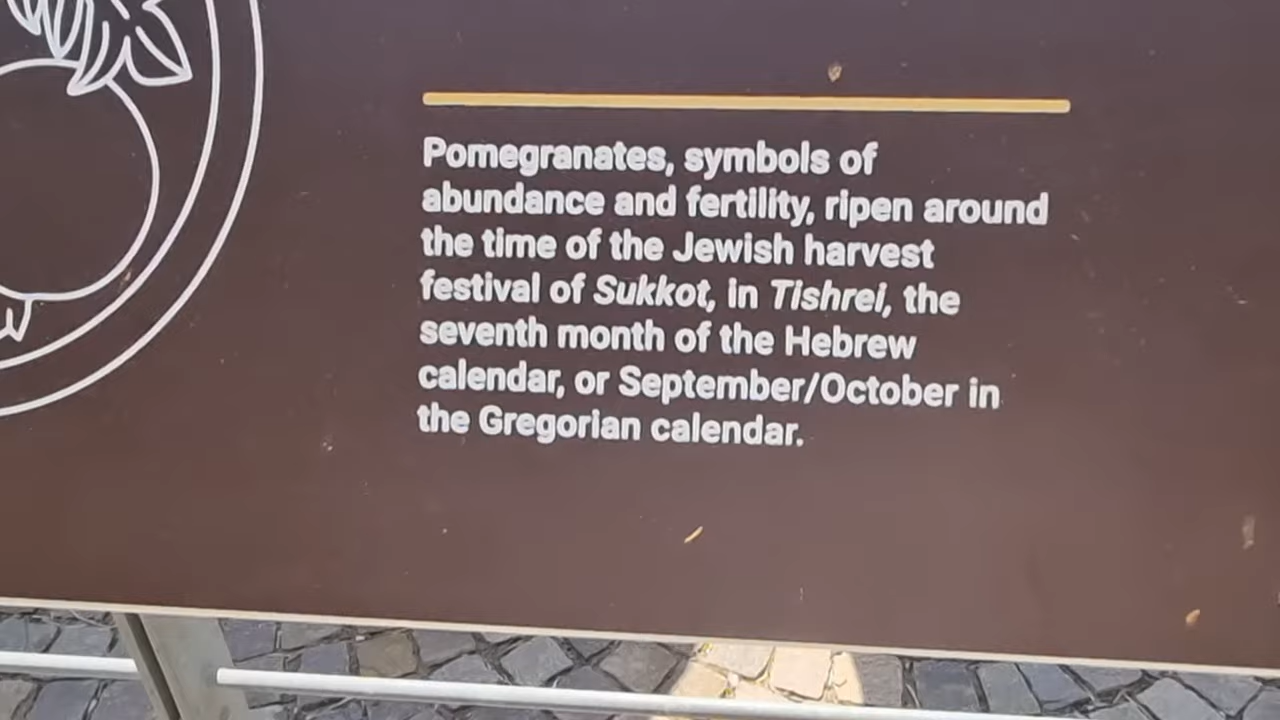 Pomegranates, symbols of
abundance and fertility, ripen around
the time of the Jewish harvest
festival of Sukkot, in Tishrei, the
seventh month of the Hebrew
calendar, or September/October in
the Gregorian calendar.